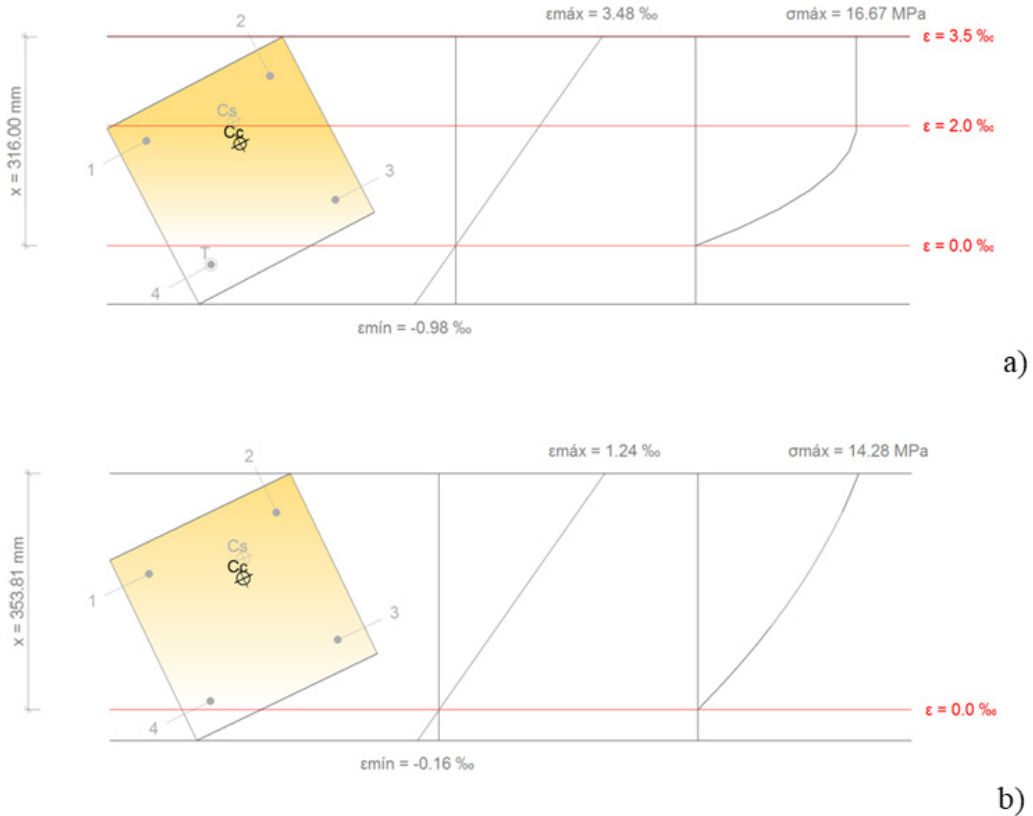 εmáx = 3.48 ‰
σmáx = 16.67 MPa
2
ε = 3.5 ‰
x = 316.00 mm
Cs
ε = 2.0 ‰
Cc
1
3
T
ε = 0.0 ‰
4
εmín = -0.98 ‰
a)
εmáx = 1.24 ‰
σmáx = 14.28 MPa
2
x = 353.81 mm
Cs
Cc
1
3
4
ε = 0.0 ‰
εmín = -0.16 ‰
b)